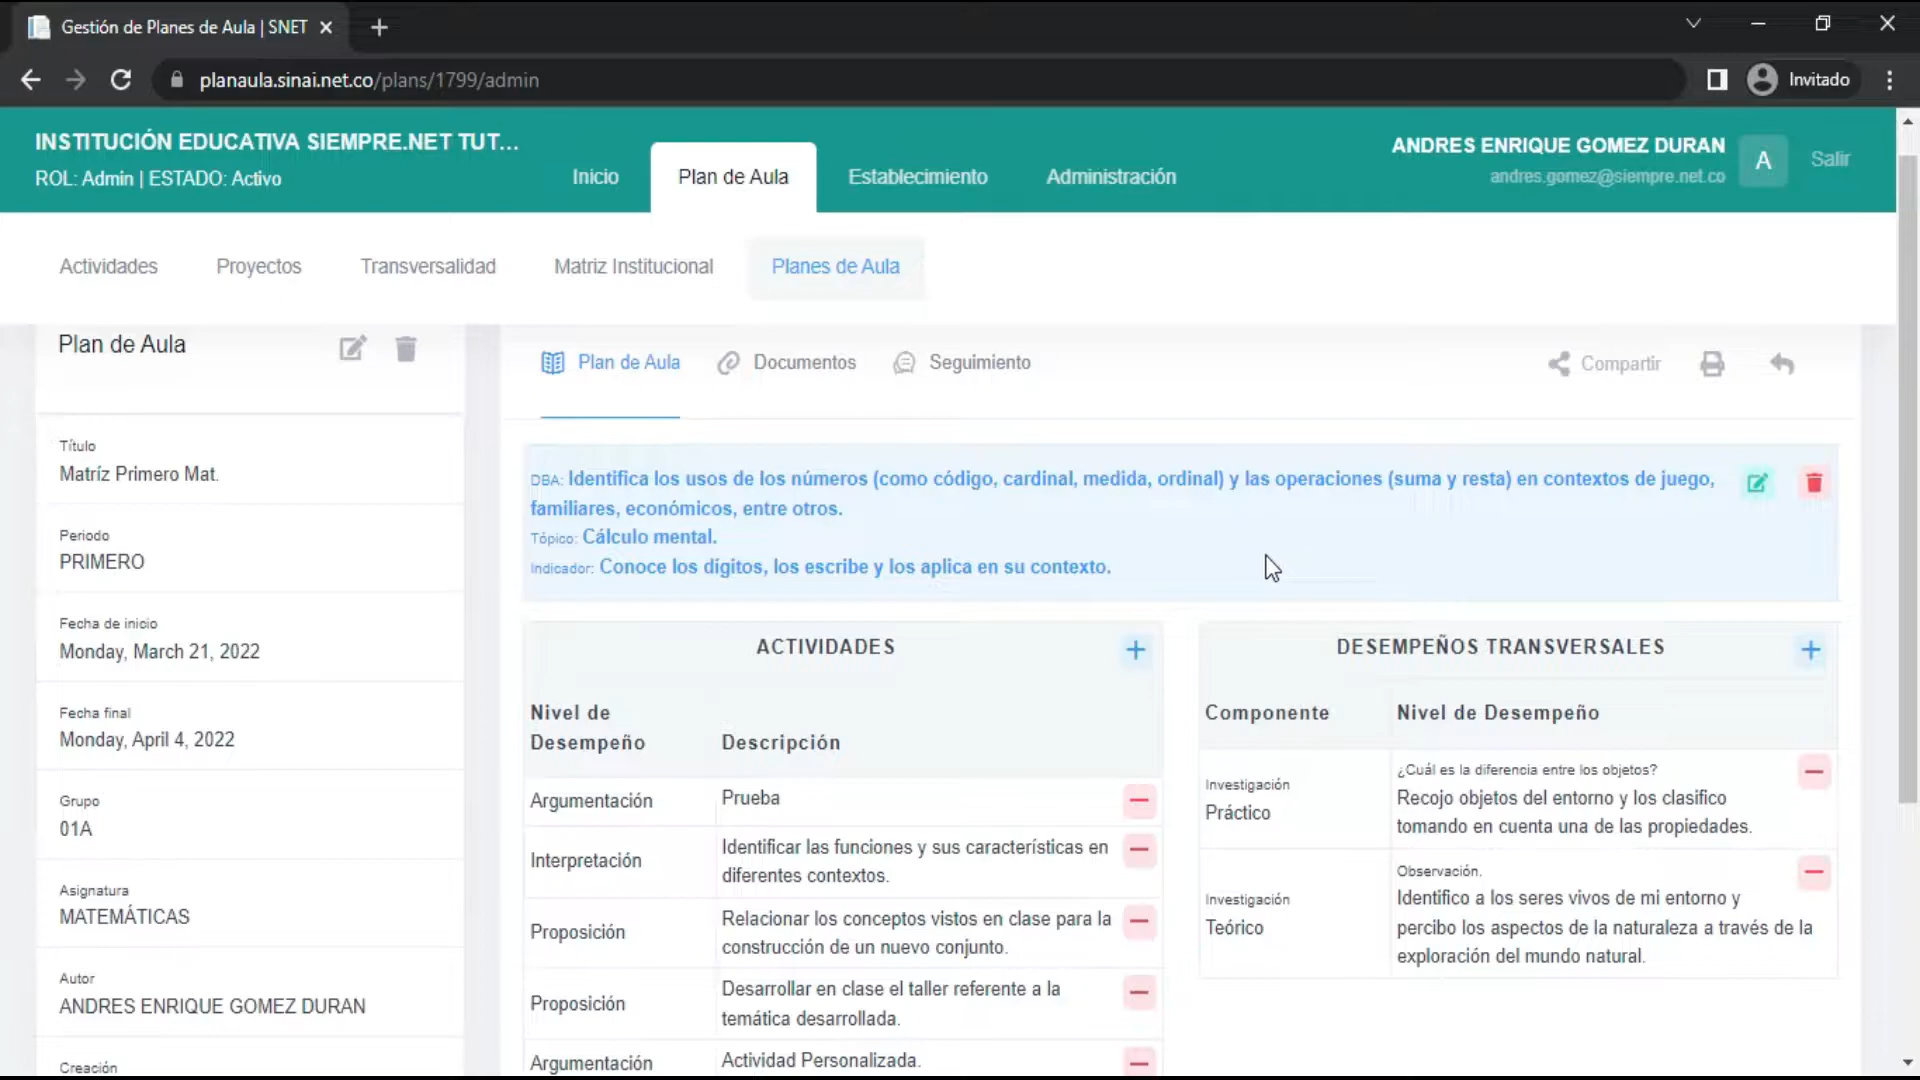 Gestión de Planes de Aula | SNET
planaula.sinai.net.co/plans/1799/admin
Invitado
INSTITUCIÓN EDUCATIVA SIEMPRE.NET TUT...
ROL: Admin | ESTADO: Activo
Inicio
Plan de Aula
Establecimiento
Administración
ANDRES ENRIQUE GOMEZ DURAN
andres.gomez@siempre.net.co
A
Salir
Actividades
Proyectos
Transversalidad
Matriz Institucional
Planes de Aula
Plan de Aula
Título
Matríz Primero Mat.
Periodo
PRIMERO
Fecha de inicio
Monday, March 21, 2022
Fecha final
Monday, April 4, 2022
Grupo
01A
Asignatura
MATEMÁTICAS
Autor
ANDRES ENRIQUE GOMEZ DURAN
Creación
Plan de Aula
Documentos
Seguimiento
Compartir
DBA: Identifica los usos de los números (como código, cardinal, medida, ordinal) y las operaciones (suma y resta) en contextos de juego,
familiares, económicos, entre otros.
Tópico: Cálculo mental.
Indicador: Conoce los dígitos, los escribe y los aplica en su contexto.
ACTIVIDADES
Nivel de
Desempeño
Descripción
Argumentación
Prueba
Interpretación
Identificar las funciones y sus características en
diferentes contextos.
Proposición
Relacionar los conceptos vistos en clase para la
construcción de un nuevo conjunto.
Proposición
Desarrollar en clase el taller referente a la
temática desarrollada.
Argumentación
Actividad Personalizada.
DESEMPEÑOS TRANSVERSALES
Componente
Nivel de Desempeño
Investigación
Práctico
¿Cuál es la diferencia entre los objetos?
Recojo objetos del entorno y los clasifico
tomando en cuenta una de las propiedades.
Investigación
Teórico
Observación.
Identifico a los seres vivos de mi entorno y
percibo los aspectos de la naturaleza a través de la
exploración del mundo natural.